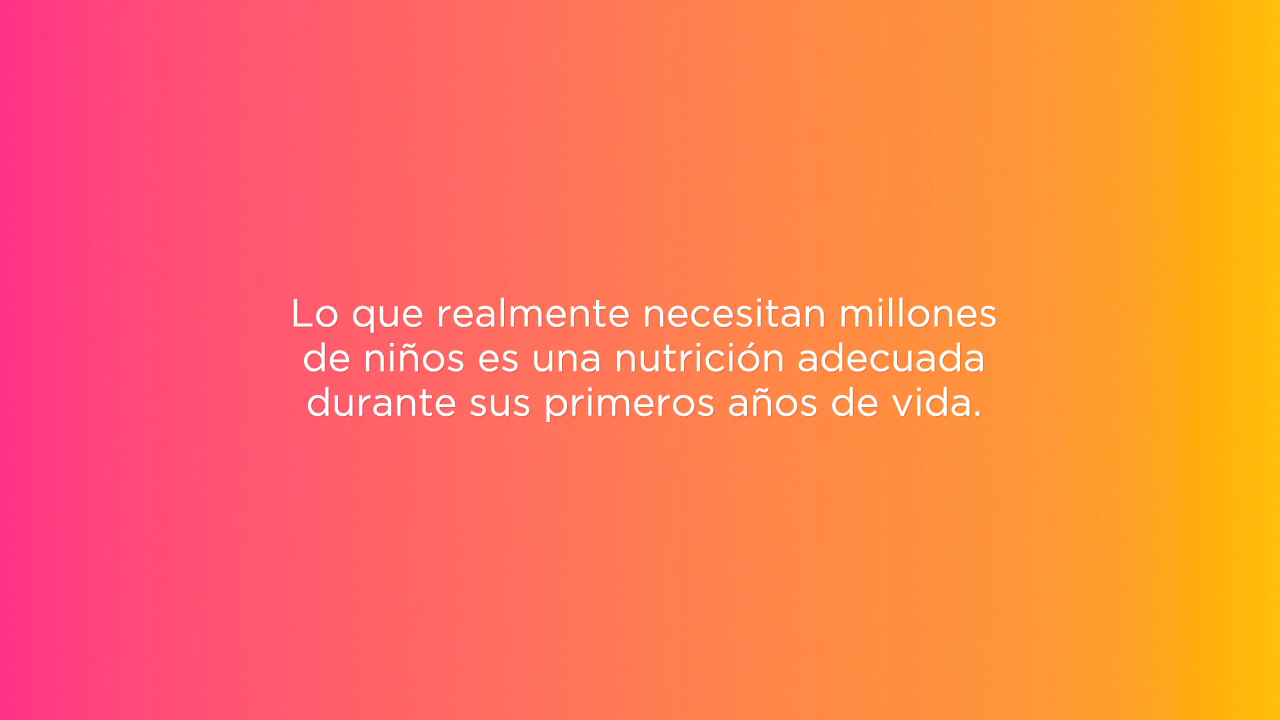 Lo que realmente necesitan millones
de niños es una nutrición adecuada
durante sus primeros años de vida.